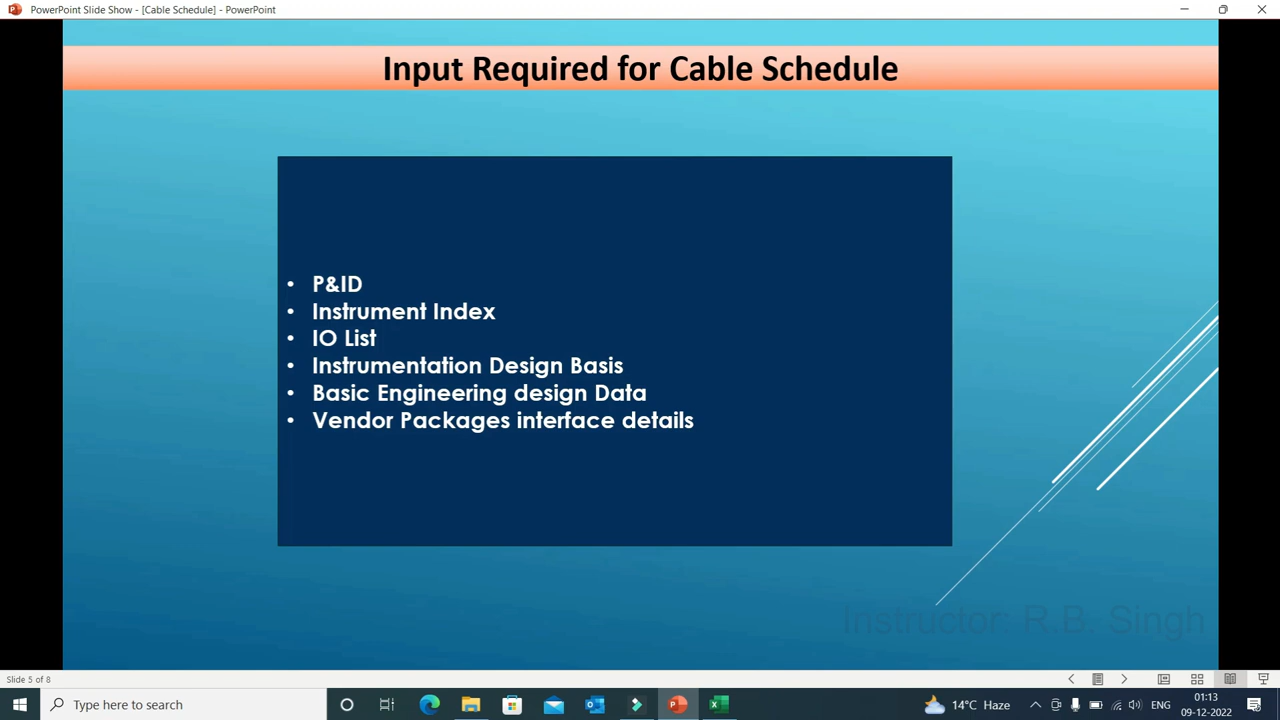 PowerPoint Slide Show - [Cable Schedule] - PowerPoint
Input Required for Cable Schedule
• P&ID
• Instrument Index
• IO List
• Instrumentation Design Basis
• Basic Engineering design Data
• Vendor Packages interface details
Instructor: R.B. Singh
Slide 5 of 8
Type here to search
14°C Haze
ENG
01:13
09-12-2022